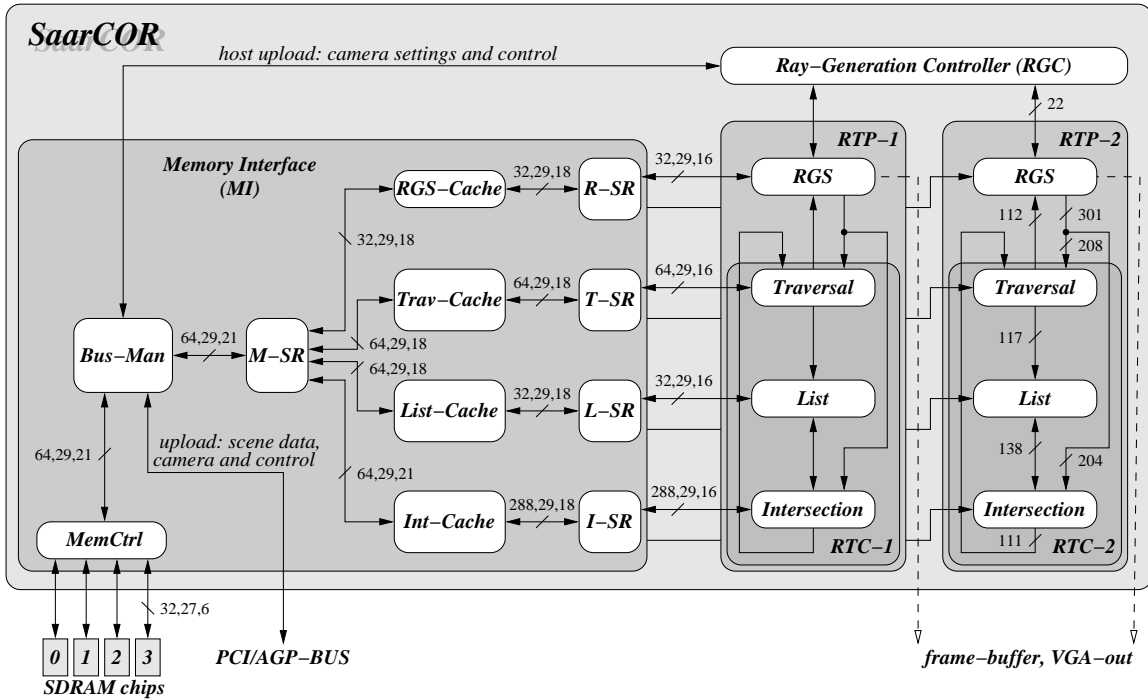 SaarCOR
host upload: camera settings and control
Ray−Generation Controller (RGC)
22
RTP−1
RTP−2
Memory Interface
(MI)
RGS−Cache
32,29,18
R−SR
32,29,16
RGS
RGS
32,29,18
112
301
208
Trav−Cache
64,29,18
T−SR
64,29,16
Traversal
Traversal
Bus−Man
64,29,21
M−SR
64,29,18
64,29,18
117
List−Cache
32,29,18
L−SR
32,29,16
List
List
upload: scene data,
camera and control
64,29,21
64,29,21
138
204
Int−Cache
288,29,18
I−SR
288,29,16
Intersection
Intersection
MemCtrl
RTC−1
111
RTC−2
32,27,6
0
1
2
3
SDRAM chips
PCI/AGP−BUS
frame−buffer, VGA−out